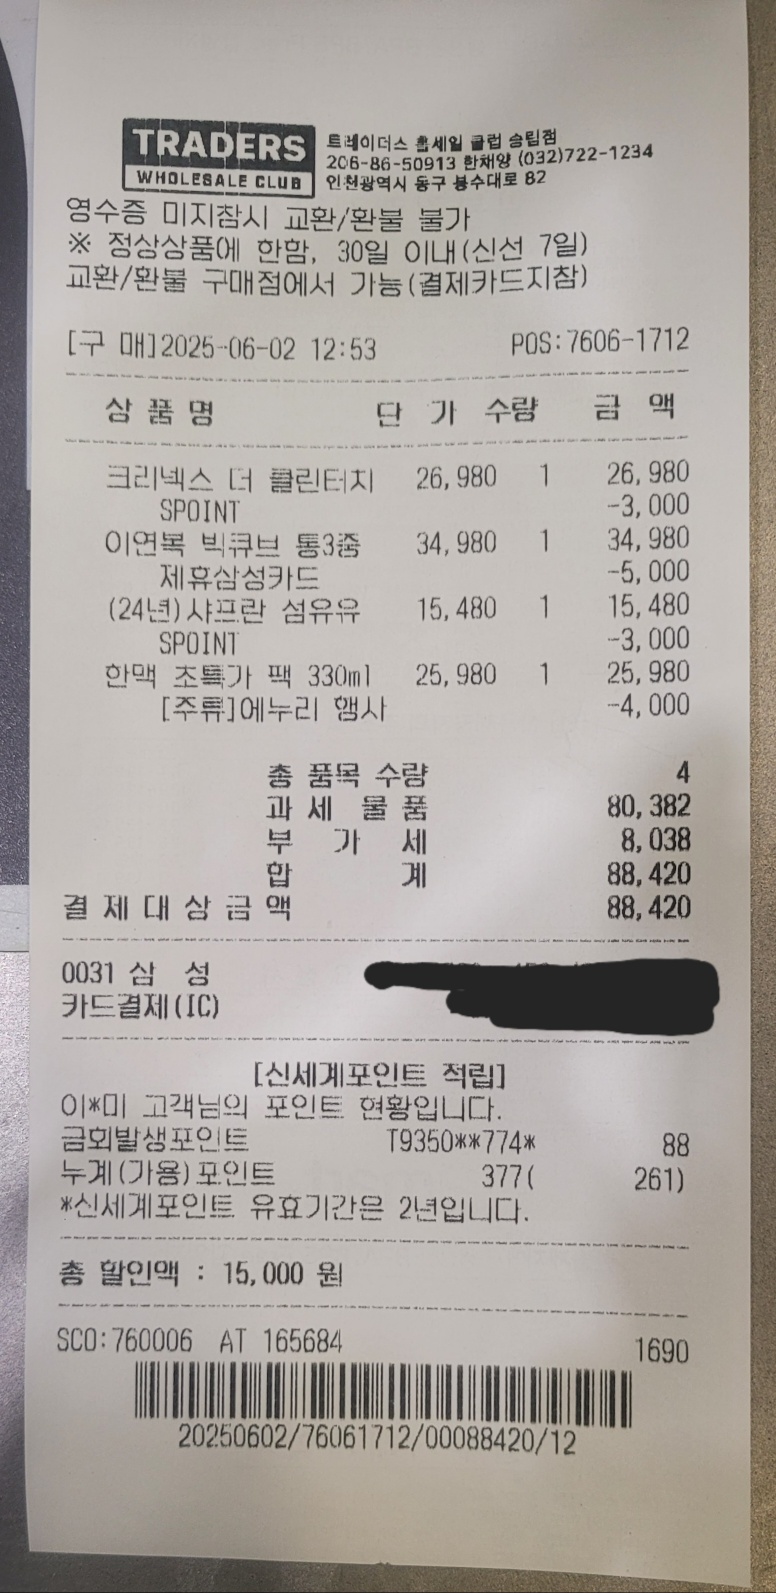 TRADERS
WHOLESALE CLUB
트레이더스 홀세일 클럽 송림점
206-86-50913 한채양 (032)722-1234
인천광역시 동구 봉수대로 82
영수증 미지참시 교환/환불 불가
※ 정상상품에 한함, 30일 이내(신선 7일)
교환/환불 구매점에서 가능(결제카드지참)
[구 매]2025-06-02 12:53 POS:7606-1712
상 품 명 단 가 수량 금 액
크리넥스 더 클린터치 26,980 1 26,980
SPOINT -3,000
이연복 빅큐브 통3중 34,980 1 34,980
제휴삼성카드 -5,000
(24년)샤프란 섬유유 15,480 1 15,480
SPOINT -3,000
한맥 초특가 팩 330ml 25,980 1 25,980
[주류]에누리 행사 -4,000
총 품목 수량 4
과 세 물 품 80,382
부 가 세 8,038
합 계 88,420
결 제 대 상 금 액 88,420
0031 삼 성
카드결제(IC)
[신세계포인트 적립]
이*미 고객님의 포인트 현황입니다.
금회발생포인트 T9350**774* 88
누계(가용)포인트 377( 261)
*신세계포인트 유효기간은 2년입니다.
총 할인액 : 15,000 원
SCO:760006 AT 165684 1690
20250602/76061712/00088420/12